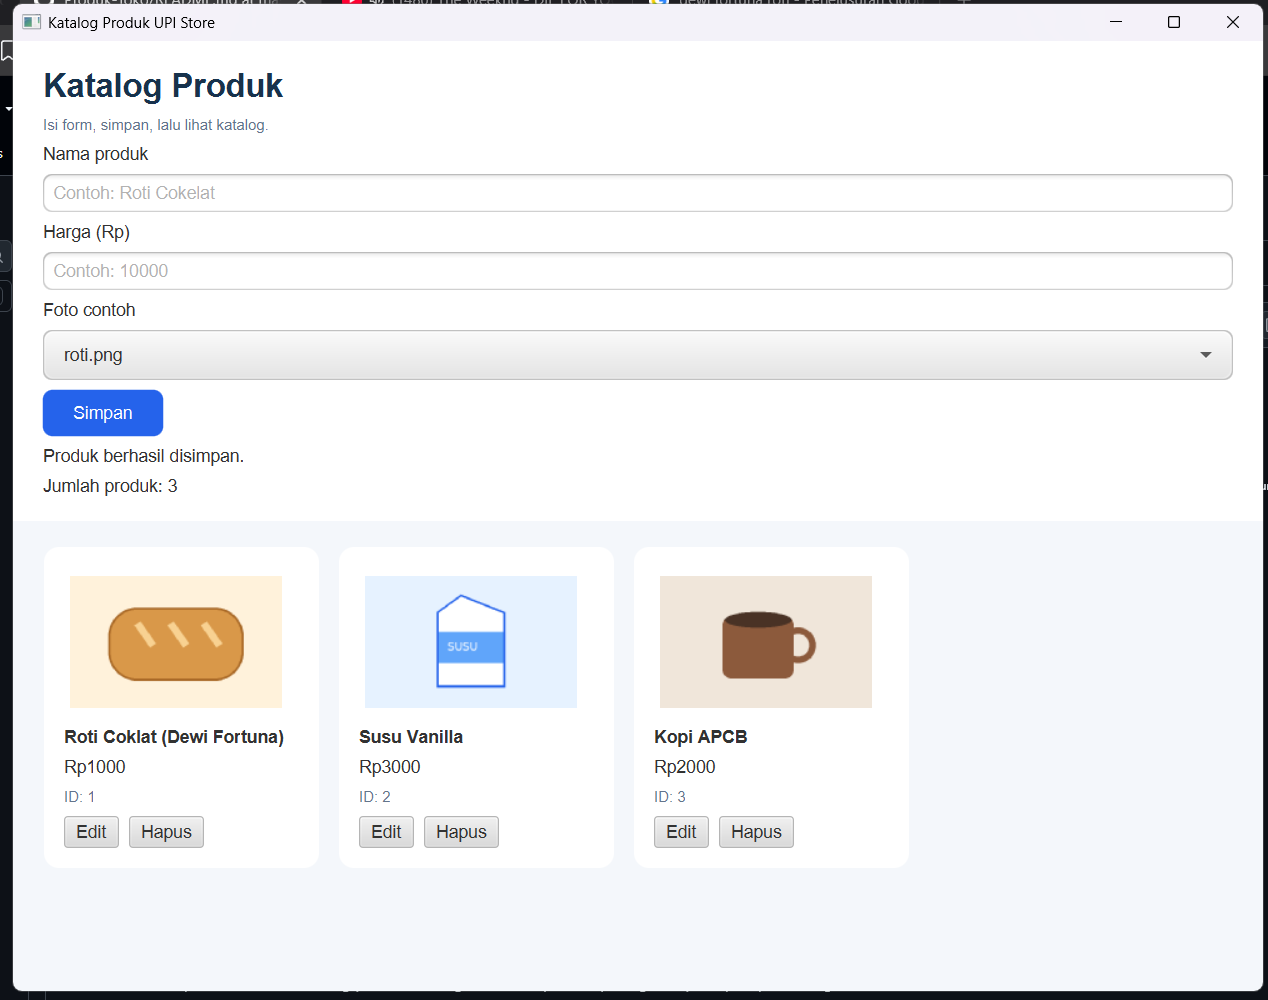 Katalog Produk UPI Store
Katalog Produk
Isi form, simpan, lalu lihat katalog.
Nama produk
Contoh: Roti Cokelat
Harga (Rp)
Contoh: 10000
Foto contoh
roti.png
Simpan
Produk berhasil disimpan.
Jumlah produk: 3
SUSU
Roti Coklat (Dewi Fortuna)
Rp1000
ID: 1
Edit Hapus
Susu Vanilla
Rp3000
ID: 2
Edit Hapus
Kopi APCB
Rp2000
ID: 3
Edit Hapus